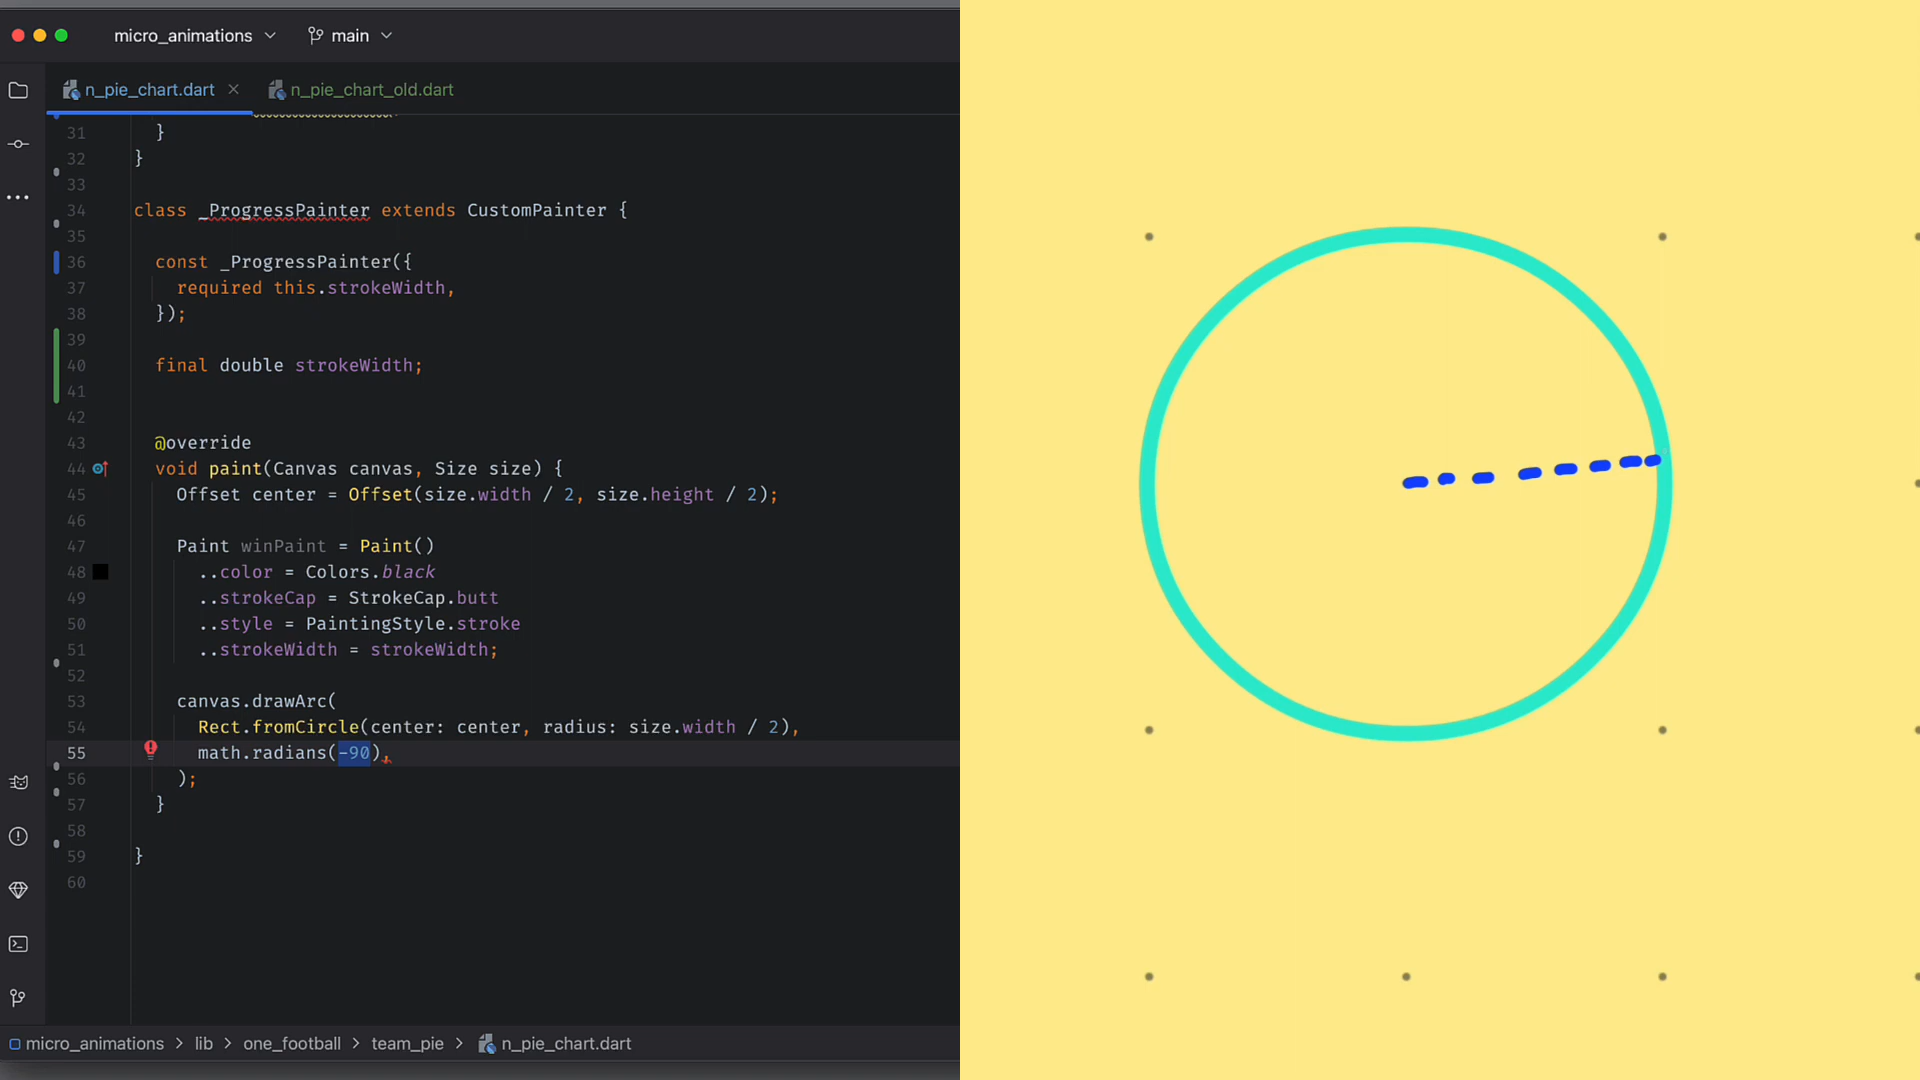 micro_animations
main
n_pie_chart.dart
n_pie_chart_old.dart
31 }
32 }
33
34 class _ProgressPainter extends CustomPainter {
35
36 const _ProgressPainter({
37 required this.strokeWidth,
38 });
39
40 final double strokeWidth;
41
42
43 @override
44 void paint(Canvas canvas, Size size) {
45 Offset center = Offset(size.width / 2, size.height / 2);
46
47 Paint winPaint = Paint()
48 ..color = Colors.black
49 ..strokeCap = StrokeCap.butt
50 ..style = PaintingStyle.stroke
51 ..strokeWidth = strokeWidth;
52
53 canvas.drawArc(
54 Rect.fromCircle(center: center, radius: size.width / 2),
55 math.radians(-90),
56 );
57 }
58
59 }
60
micro_animations > lib > one_football > team_pie > n_pie_chart.dart